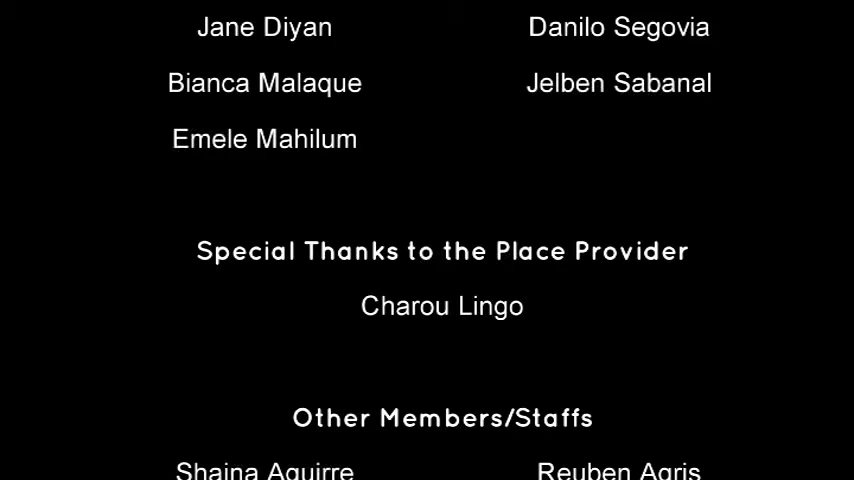 Jane Diyan Danilo Segovia
Bianca Malaque Jelben Sabanal
Emele Mahilum
Special Thanks to the Place Provider
Charou Lingo
Other Members/Staffs
Shaina Aguirre Reuben Agris